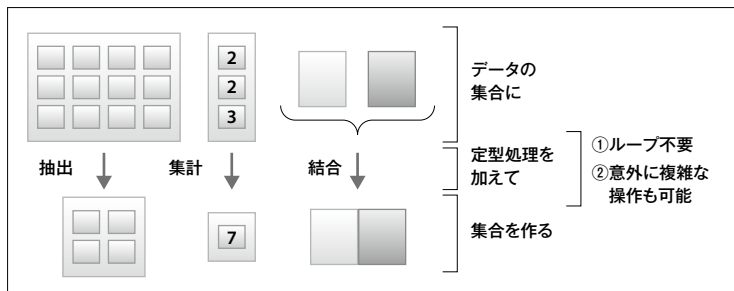 2
2
3
データの
集合に
抽出
集計
結合
定型処理を
加えて
①ループ不要
②意外に複雑な
操作も可能
7
集合を作る